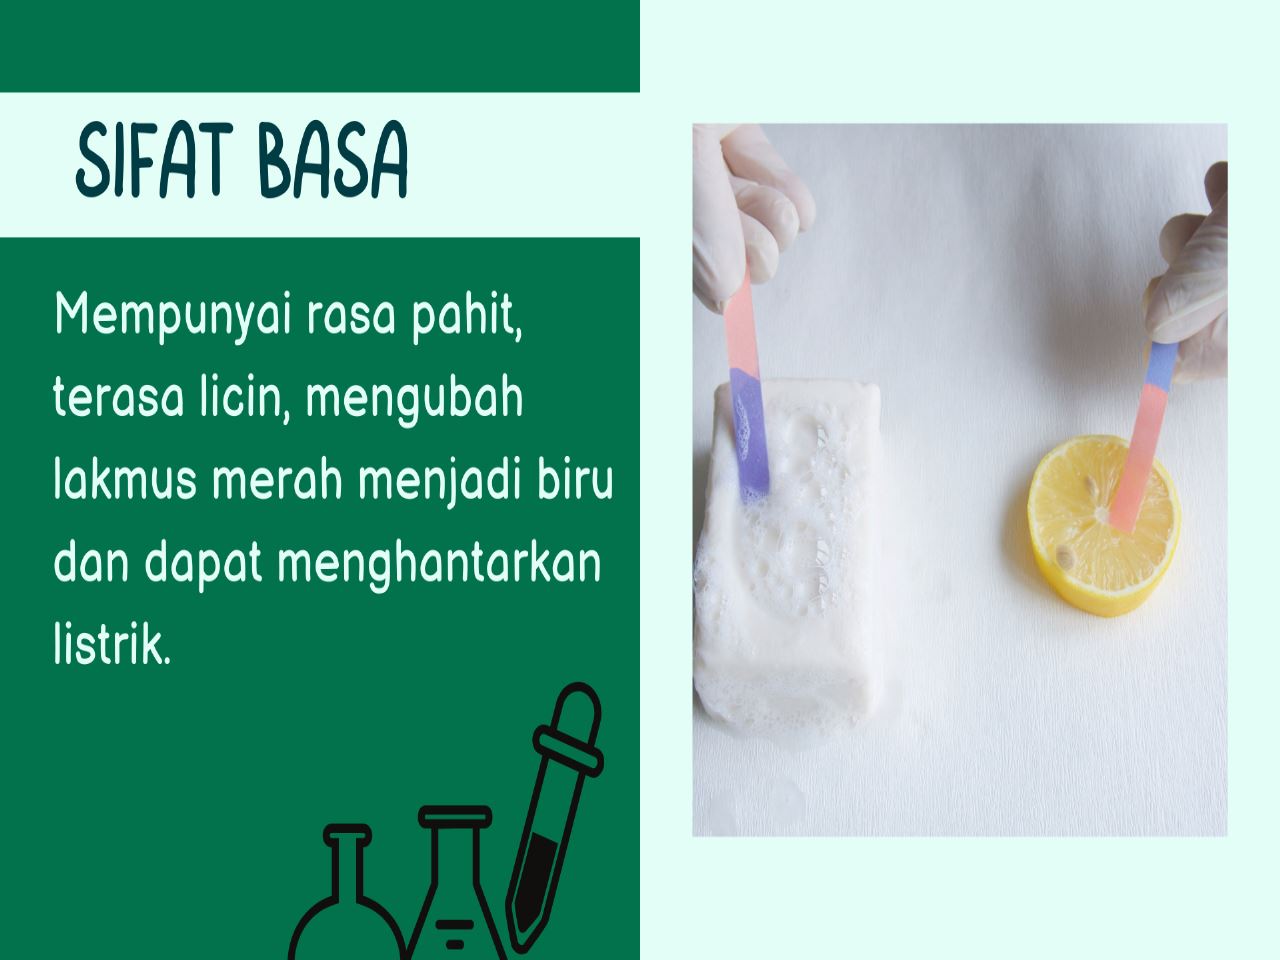 SIFAT BASA
Mempunyai rasa pahit,
terasa licin, mengubah
lakmus merah menjadi biru
dan dapat menghantarkan
listrik.